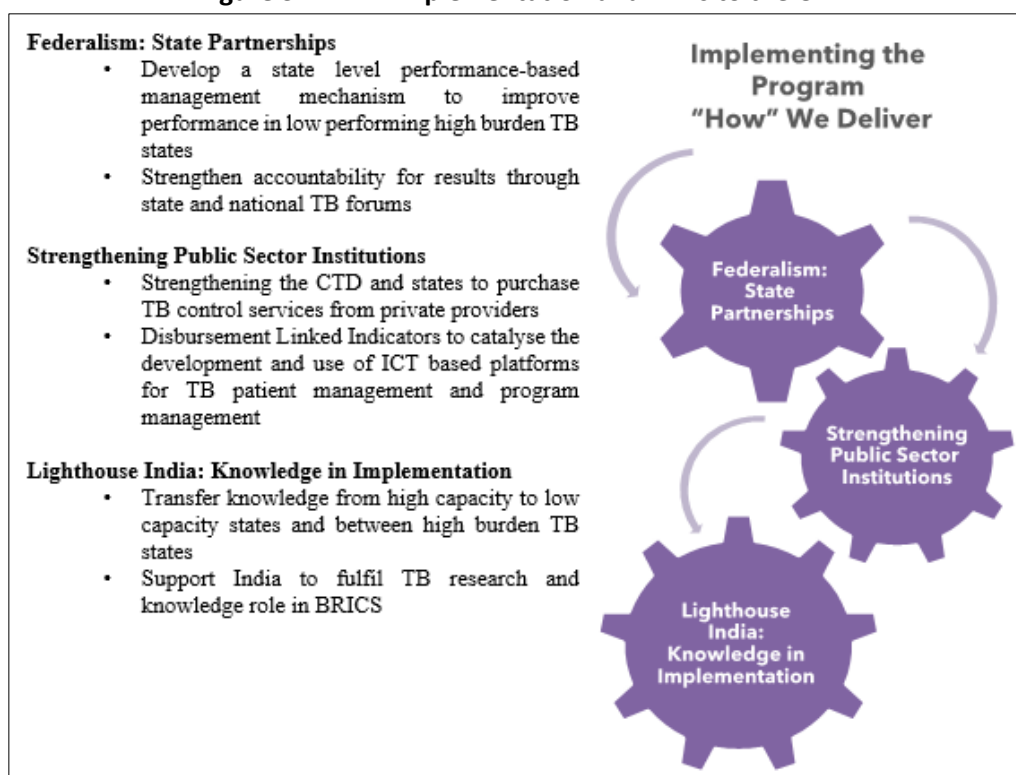 Federalism: State Partnerships
• Develop a state level performance-based
management mechanism to improve
performance in low performing high burden TB
states
• Strengthen accountability for results through
state and national TB forums
Strengthening Public Sector Institutions
• Strengthening the CTD and states to purchase
TB control services from private providers
• Disbursement Linked Indicators to catalyse the
development and use of ICT based platforms
for TB patient management and program
management
Lighthouse India: Knowledge in Implementation
• Transfer knowledge from high capacity to low
capacity states and between high burden TB
states
• Support India to fulfil TB research and
knowledge role in BRICS
Implementing the
Program
"How" We Deliver
Federalism:
State
Partnerships
Strengthening
Public Sector
Institutions
Lighthouse
India:
Knowledge in
Implementation